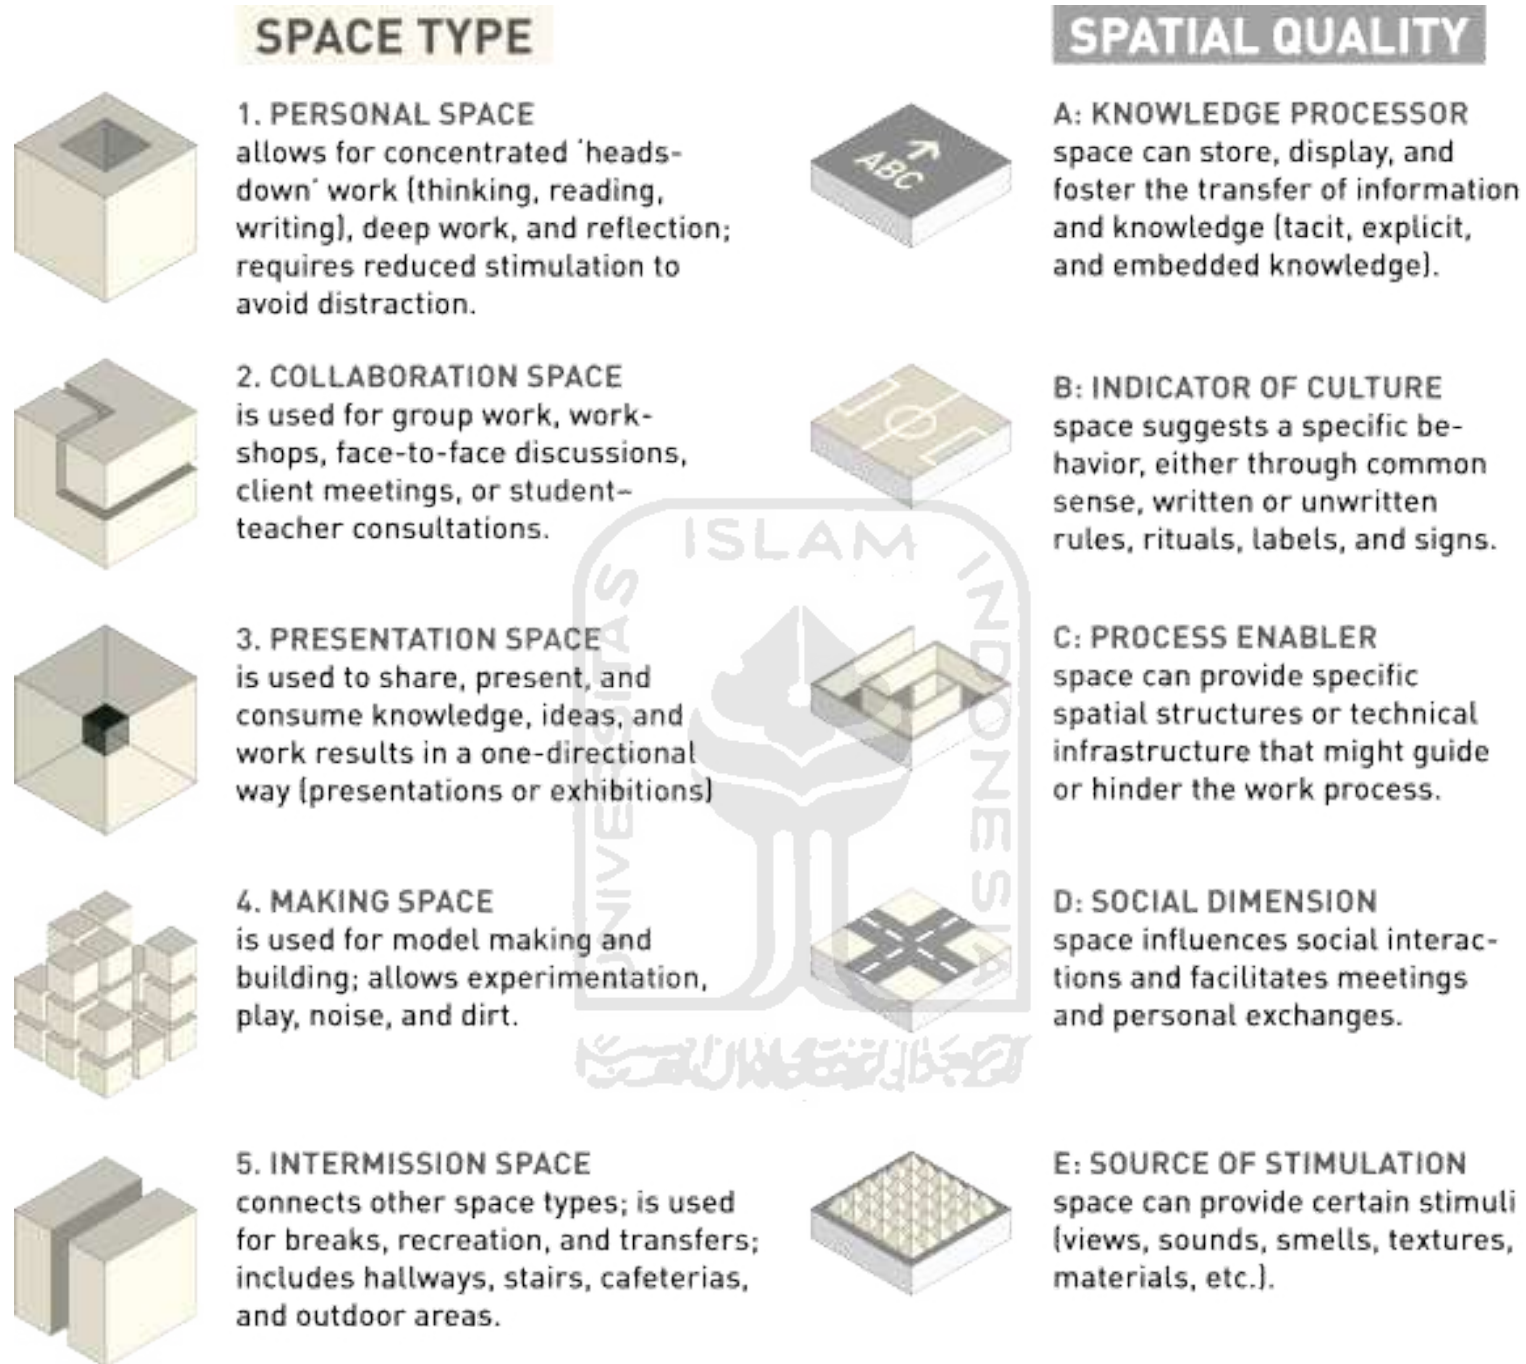 SPACE TYPE
1. PERSONAL SPACE
allows for concentrated ‘heads-
down’ work (thinking, reading,
writing), deep work, and reflection;
requires reduced stimulation to
avoid distraction.
2. COLLABORATION SPACE
is used for group work, work-
shops, face-to-face discussions,
client meetings, or student–
teacher consultations.
3. PRESENTATION SPACE
is used to share, present, and
consume knowledge, ideas, and
work results in a one-directional
way (presentations or exhibitions)
4. MAKING SPACE
is used for model making and
building; allows experimentation,
play, noise, and dirt.
5. INTERMISSION SPACE
connects other space types; is used
for breaks, recreation, and transfers;
includes hallways, stairs, cafeterias,
and outdoor areas.
SPATIAL QUALITY
A: KNOWLEDGE PROCESSOR
space can store, display, and
foster the transfer of information
and knowledge (tacit, explicit,
and embedded knowledge).
ABC
B: INDICATOR OF CULTURE
space suggests a specific be-
havior, either through common
sense, written or unwritten
rules, rituals, labels, and signs.
C: PROCESS ENABLER
space can provide specific
spatial structures or technical
infrastructure that might guide
or hinder the work process.
D: SOCIAL DIMENSION
space influences social interac-
tions and facilitates meetings
and personal exchanges.
E: SOURCE OF STIMULATION
space can provide certain stimuli
(views, sounds, smells, textures,
materials, etc.).
UNIVERSITAS
ISLAM
INDONESIA